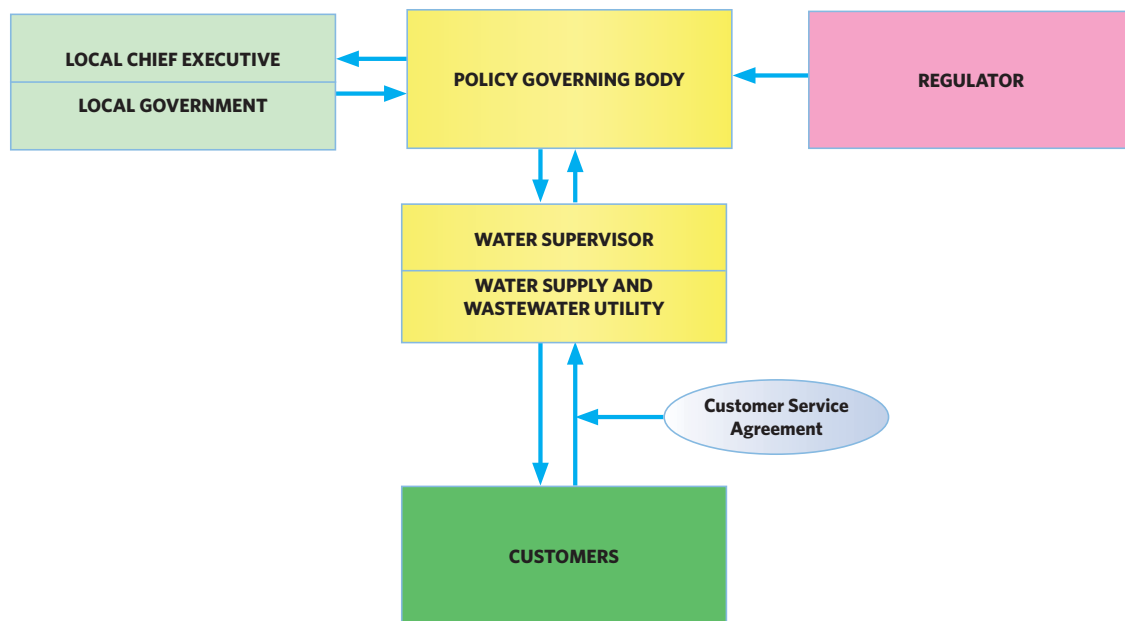 LOCAL CHIEF EXECUTIVE
LOCAL GOVERNMENT
POLICY GOVERNING BODY
REGULATOR
WATER SUPERVISOR
WATER SUPPLY AND
WASTEWATER UTILITY
Customer Service
Agreement
CUSTOMERS